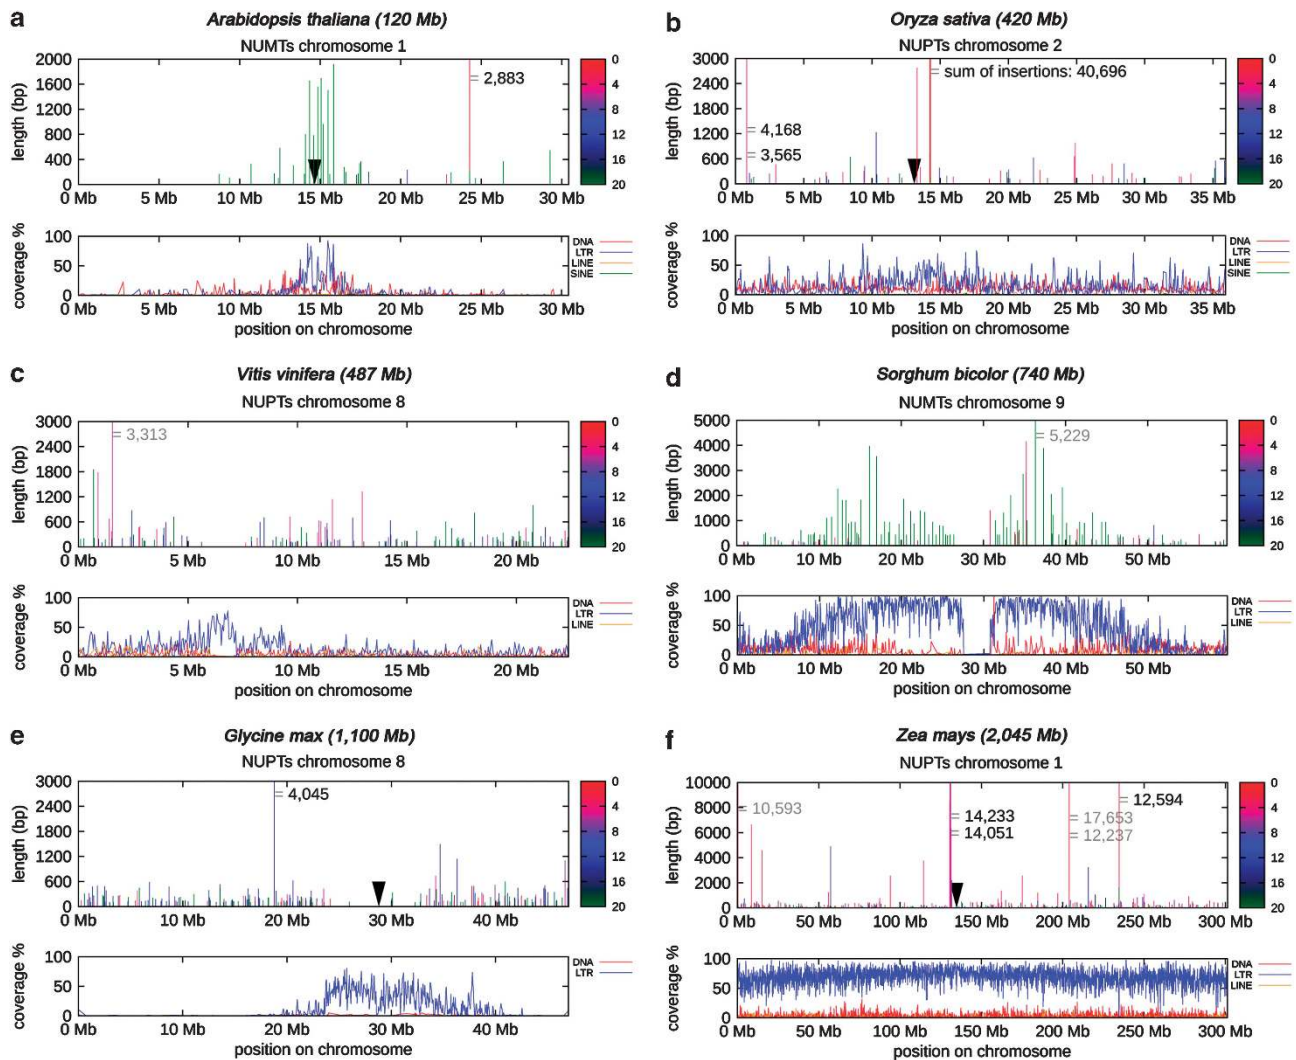 a
Arabidopsis thaliana (120 Mb)
NUMTs chromosome 1
length (bp)
2000
1600
1200
800
400
0
= 2,883
0
4
8
12
16
20
0 Mb 5 Mb 10 Mb 15 Mb 20 Mb 25 Mb 30 Mb
coverage %
100
50
0
DNA
LTR
LINE
SINE
0 Mb 5 Mb 10 Mb 15 Mb 20 Mb 25 Mb 30 Mb
position on chromosome
b
Oryza sativa (420 Mb)
NUPTs chromosome 2
length (bp)
3000
2400
1800
1200
600
0
= sum of insertions: 40,696
= 4,168
= 3,565
0
4
8
12
16
20
0 Mb 5 Mb 10 Mb 15 Mb 20 Mb 25 Mb 30 Mb 35 Mb
coverage %
100
50
0
DNA
LTR
LINE
SINE
0 Mb 5 Mb 10 Mb 15 Mb 20 Mb 25 Mb 30 Mb 35 Mb
position on chromosome
c
Vitis vinifera (487 Mb)
NUPTs chromosome 8
length (bp)
3000
2400
1800
1200
600
0
= 3,313
0
4
8
12
16
20
0 Mb 5 Mb 10 Mb 15 Mb 20 Mb
coverage %
100
50
0
DNA
LTR
LINE
0 Mb 5 Mb 10 Mb 15 Mb 20 Mb
position on chromosome
d
Sorghum bicolor (740 Mb)
NUMTs chromosome 9
length (bp)
5000
4000
3000
2000
1000
0
= 5,229
0
4
8
12
16
20
0 Mb 10 Mb 20 Mb 30 Mb 40 Mb 50 Mb
coverage %
100
50
0
DNA
LTR
LINE
0 Mb 10 Mb 20 Mb 30 Mb 40 Mb 50 Mb
position on chromosome
e
Glycine max (1,100 Mb)
NUPTs chromosome 8
length (bp)
3000
2400
1800
1200
600
0
= 4,045
0
4
8
12
16
20
0 Mb 10 Mb 20 Mb 30 Mb 40 Mb
coverage %
100
50
0
DNA
LTR
0 Mb 10 Mb 20 Mb 30 Mb 40 Mb
position on chromosome
f
Zea mays (2,045 Mb)
NUPTs chromosome 1
length (bp)
10000
8000
6000
4000
2000
0
= 10,593
= 14,233
= 14,051
= 17,653
= 12,237
= 12,594
0
4
8
12
16
20
0 Mb 50 Mb 100 Mb 150 Mb 200 Mb 250 Mb 300 Mb
coverage %
100
50
0
DNA
LTR
LINE
0 Mb 50 Mb 100 Mb 150 Mb 200 Mb 250 Mb 300 Mb
position on chromosome